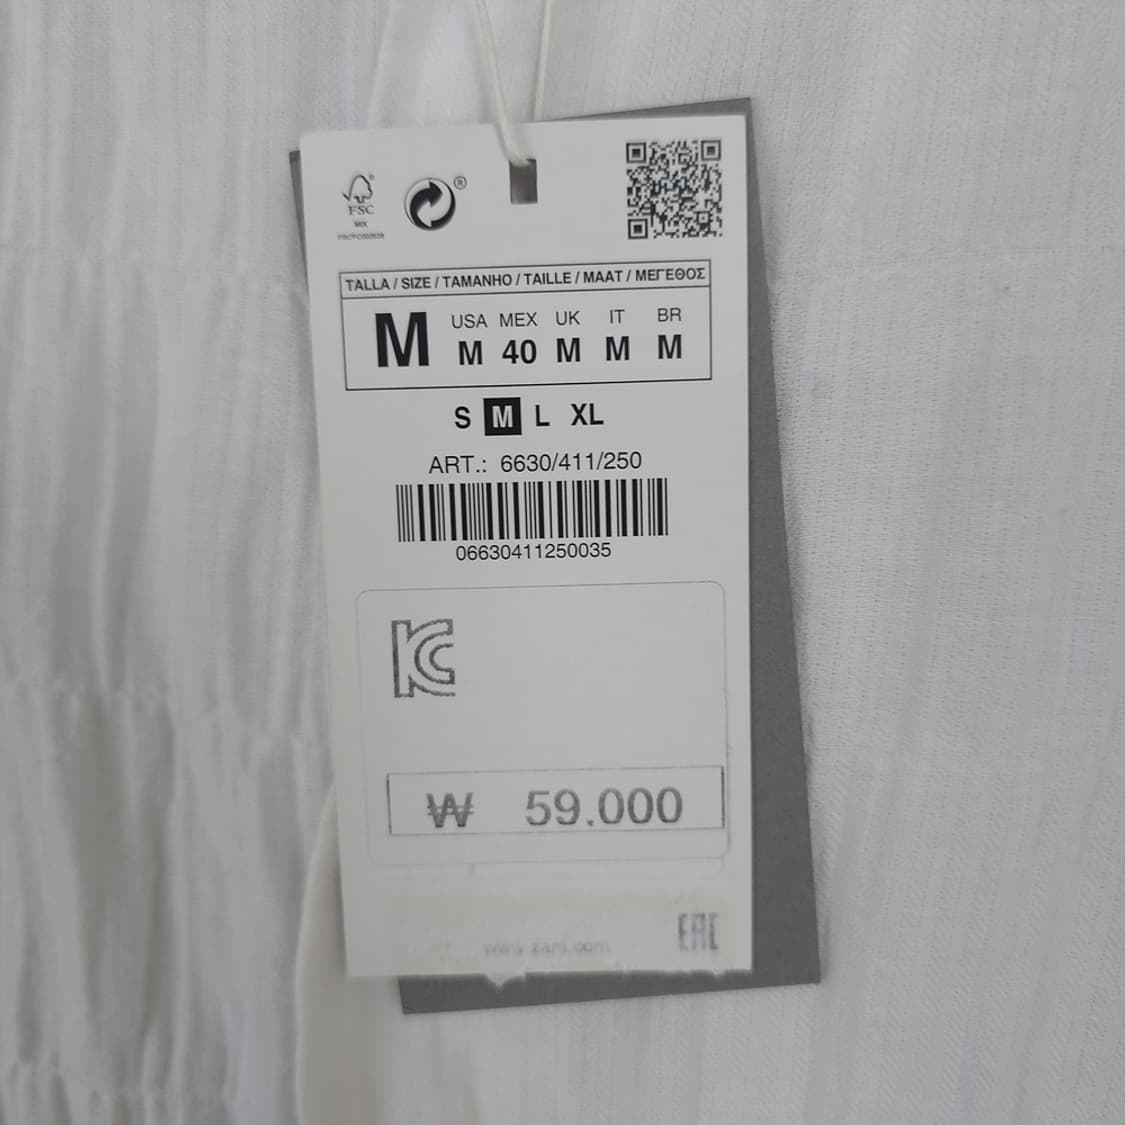 FSC
MIX
TALLA / SIZE / TAMANHO / TAILLE / MAAT / ΜΕΓΕΘΟΣ
M
USA MEX UK IT BR
M 40 M M M
S M L XL
ART.: 6630/411/250
06630411250035
₩ 59.000
EAC